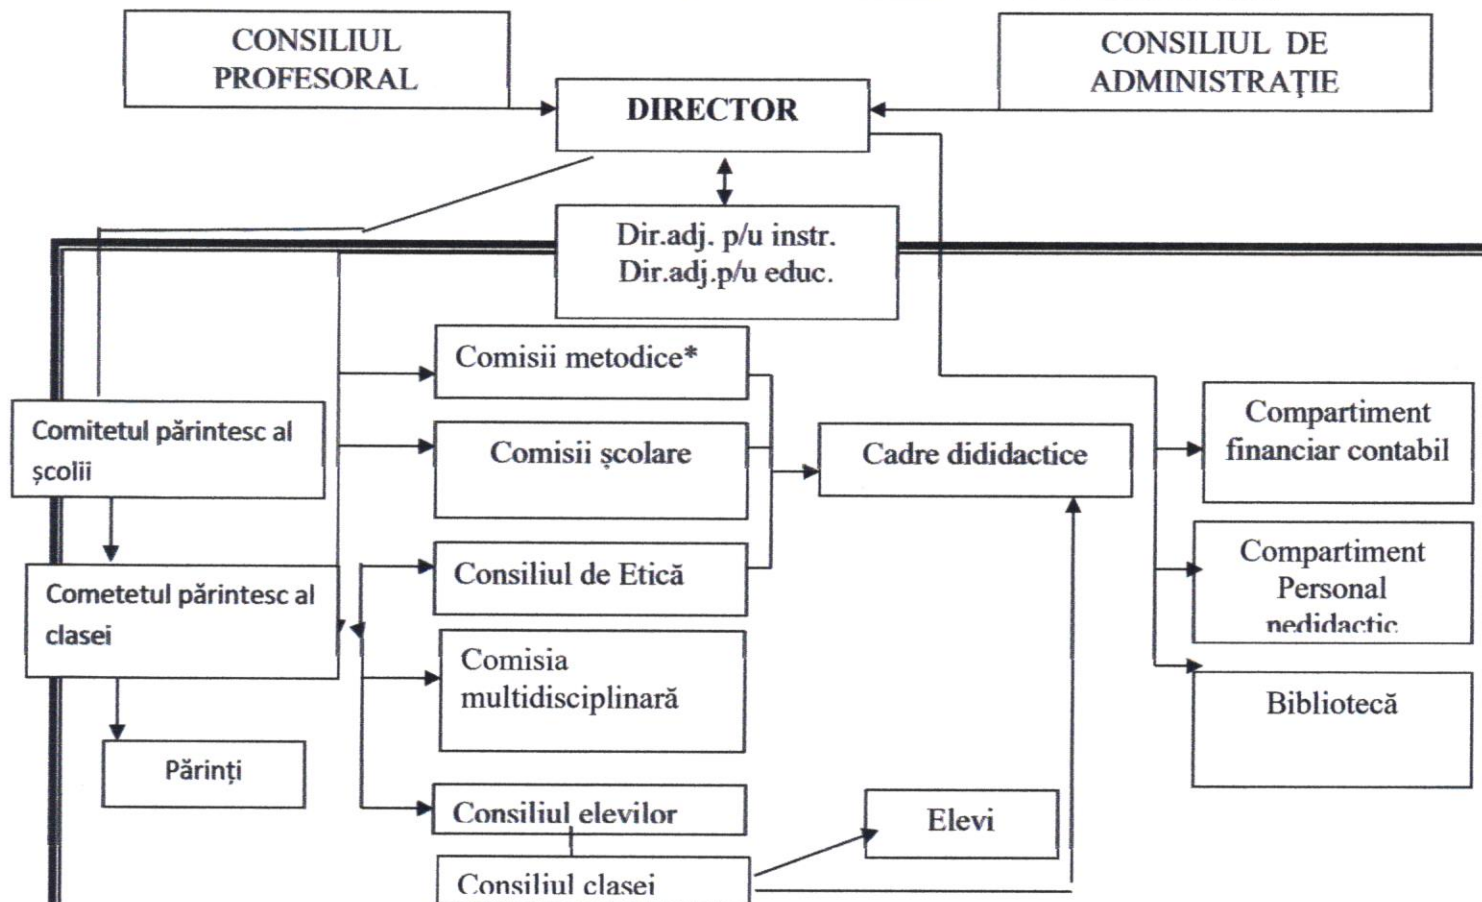 CONSILIUL
PROFESORAL
CONSILIUL DE
ADMINISTRAŢIE
DIRECTOR
Dir.adj. p/u instr.
Dir.adj.p/u educ.
Comisii metodice*
Comitetul părintesc al
școlii
Comisii școlare
Cadre dididactice
Compartiment
financiar contabil
Consiliul de Etică
Cometetul părintesc al
clasei
Compartiment
Personal
nedidactic
Comisia
multidisciplinară
Bibliotecă
Părinți
Consiliul elevilor
Elevi
Consiliul clasei